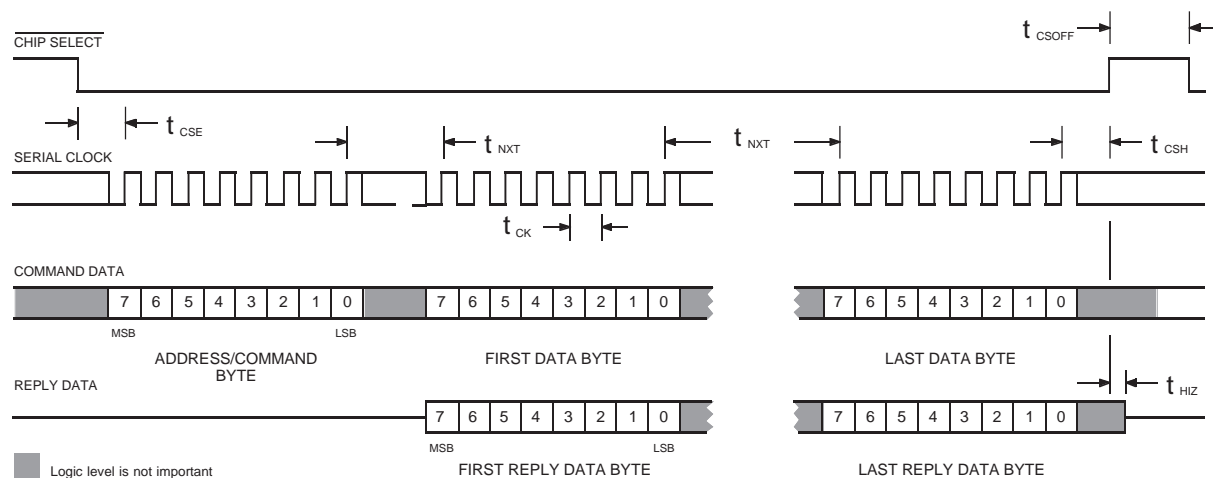 t CSOFF
CHIP SELECT
t CSE
t NXT
t NXT
t CSH
SERIAL CLOCK
t CK
COMMAND DATA
7 6 5 4 3 2 1 0 7 6 5 4 3 2 1 0 7 6 5 4 3 2 1 0
MSB LSB
ADDRESS/COMMAND
BYTE
FIRST DATA BYTE
LAST DATA BYTE
REPLY DATA
t HIZ
7 6 5 4 3 2 1 0 7 6 5 4 3 2 1 0
MSB LSB
Logic level is not important
FIRST REPLY DATA BYTE
LAST REPLY DATA BYTE